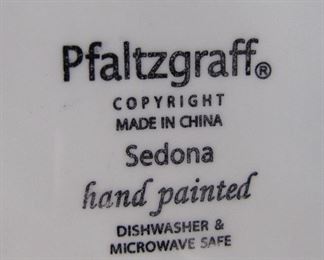 Pfaltzgraff®
COPYRIGHT
MADE IN CHINA
Sedona
hand painted
DISHWASHER &
MICROWAVE SAFE